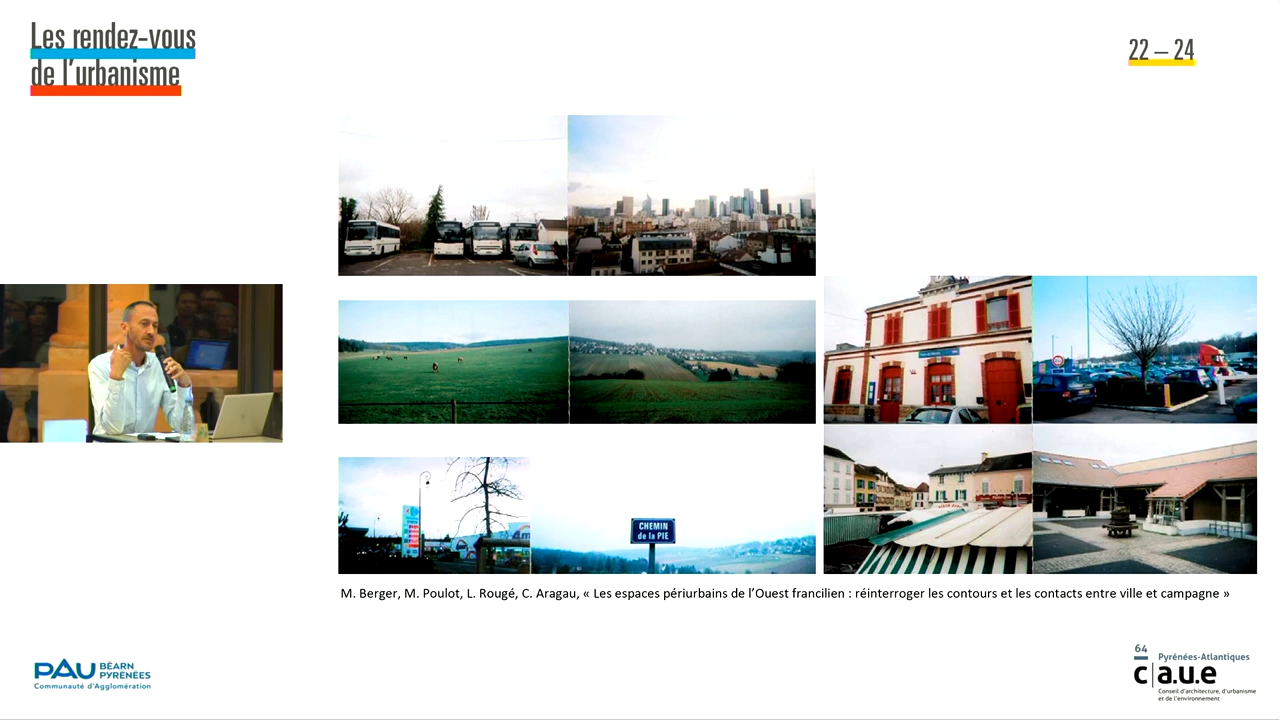 Les rendez-vous
de l'urbanisme
22 – 24
CHEMIN
de la PIE
M. Berger, M. Poulot, L. Rougé, C. Aragau, « Les espaces périurbains de l'Ouest francilien : réinterroger les contours et les contacts entre ville et campagne »
PAU BÉARN
PYRÉNÉES
Communauté d'Agglomération
64
Pyrénées-Atlantiques
c|a.u.e
Conseil d'architecture, d'urbanisme
et de l'environnement